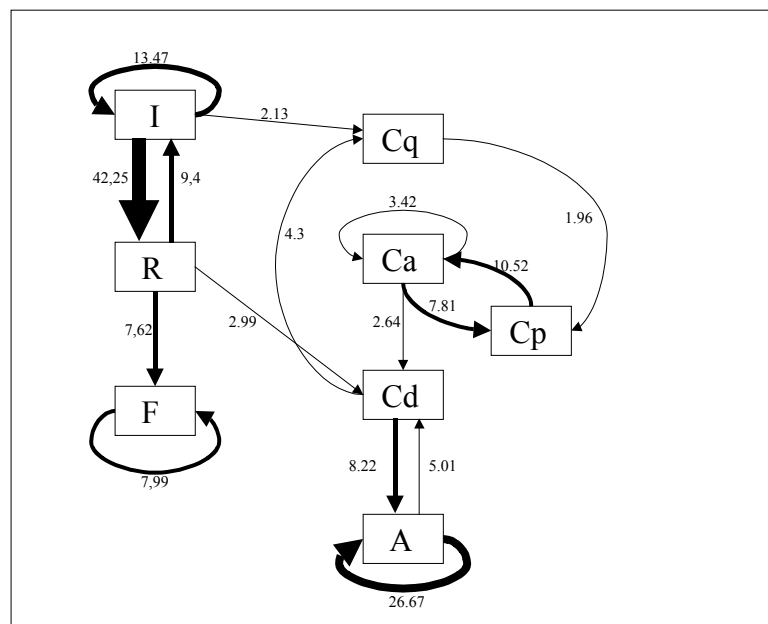 13.47
I
2.13
Cq
42,25
9,4
3.42
1.96
4.3
R
Ca
10.52
7.81
2.99
2.64
Cp
7,62
F
Cd
7,99
8.22
5.01
A
26.67